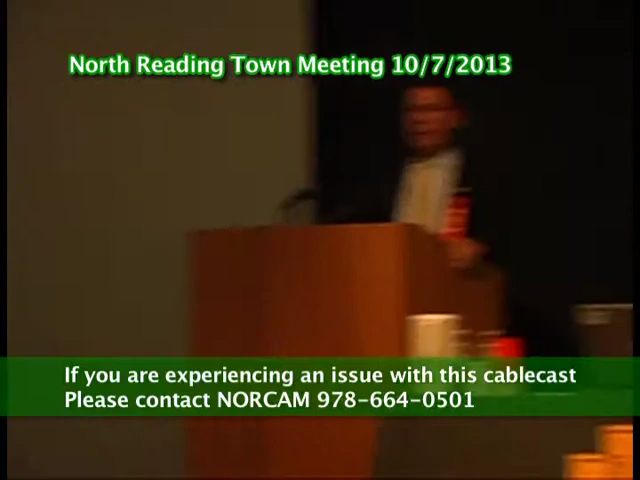 North Reading Town Meeting 10/7/2013
If you are experiencing an issue with this cablecast
Please contact NORCAM 978-664-0501